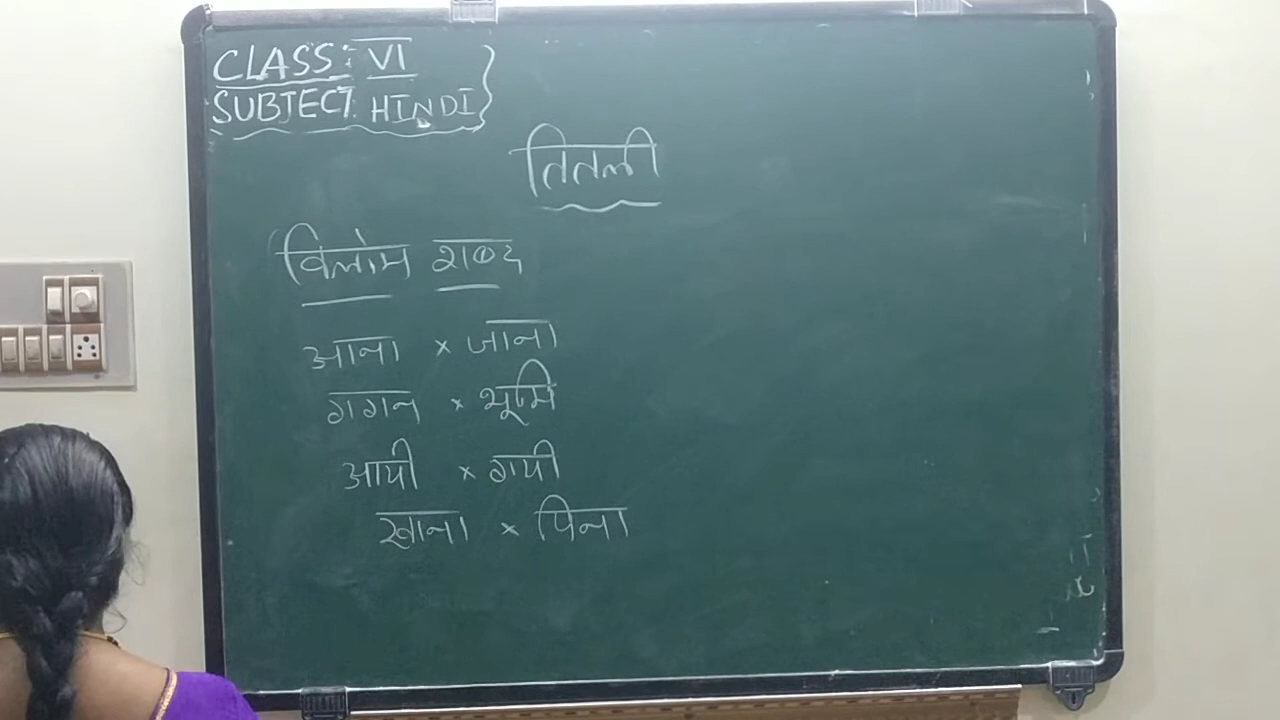 CLASS: VI
SUBJECT: HINDI
तितली
विलोम शब्द
आना × जाना
गगन × भूमि
आयी × गयी
खाना × पिना